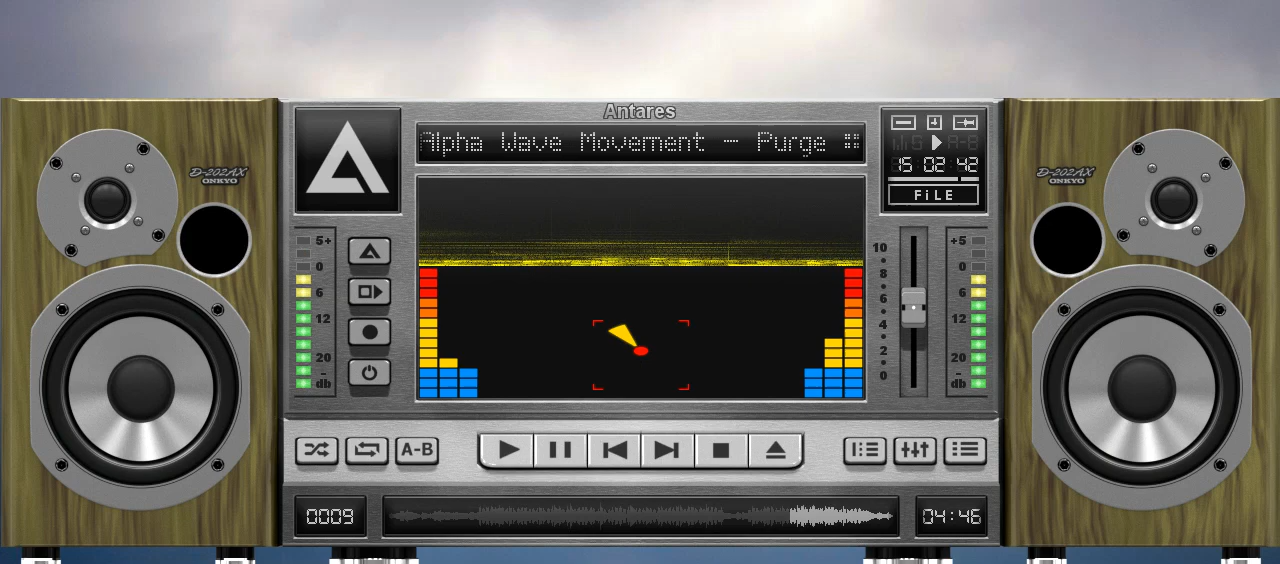 Antares
Alpha Wave Movement – Purge
15:02:42
FiLE
D-202AX
ONKYO
D-202AX
ONKYO
5+
0
6
12
20
-
db
10
8
6
4
2
0
+5
0
6
12
20
-
db
A-B
A-B
0009
04:46